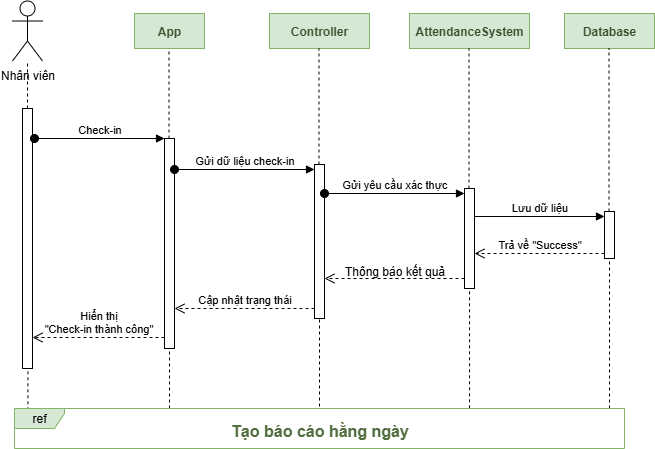 Nhân viên
App
Controller
AttendanceSystem
Database
Check-in
Gửi dữ liệu check-in
Gửi yêu cầu xác thực
Lưu dữ liệu
Trả về "Success"
Thông báo kết quả
Cập nhật trạng thái
Hiển thị
"Check-in thành công"
ref
Tạo báo cáo hằng ngày